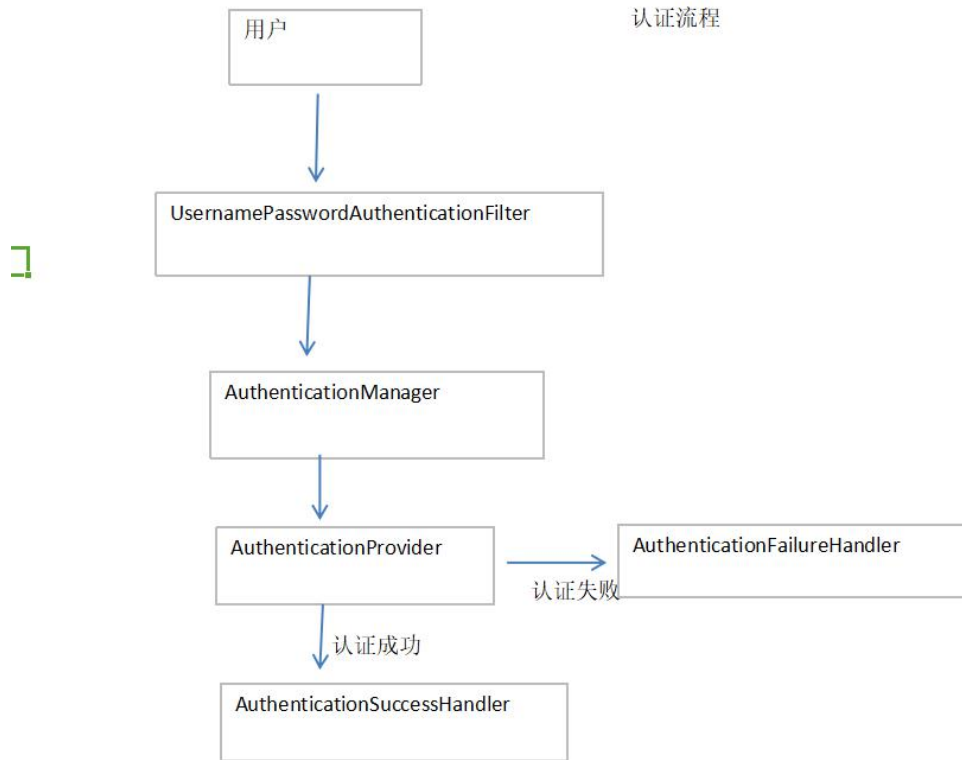 用户
认证流程
UsernamePasswordAuthenticationFilter
AuthenticationManager
AuthenticationProvider
AuthenticationFailureHandler
认证失败
认证成功
AuthenticationSuccessHandler